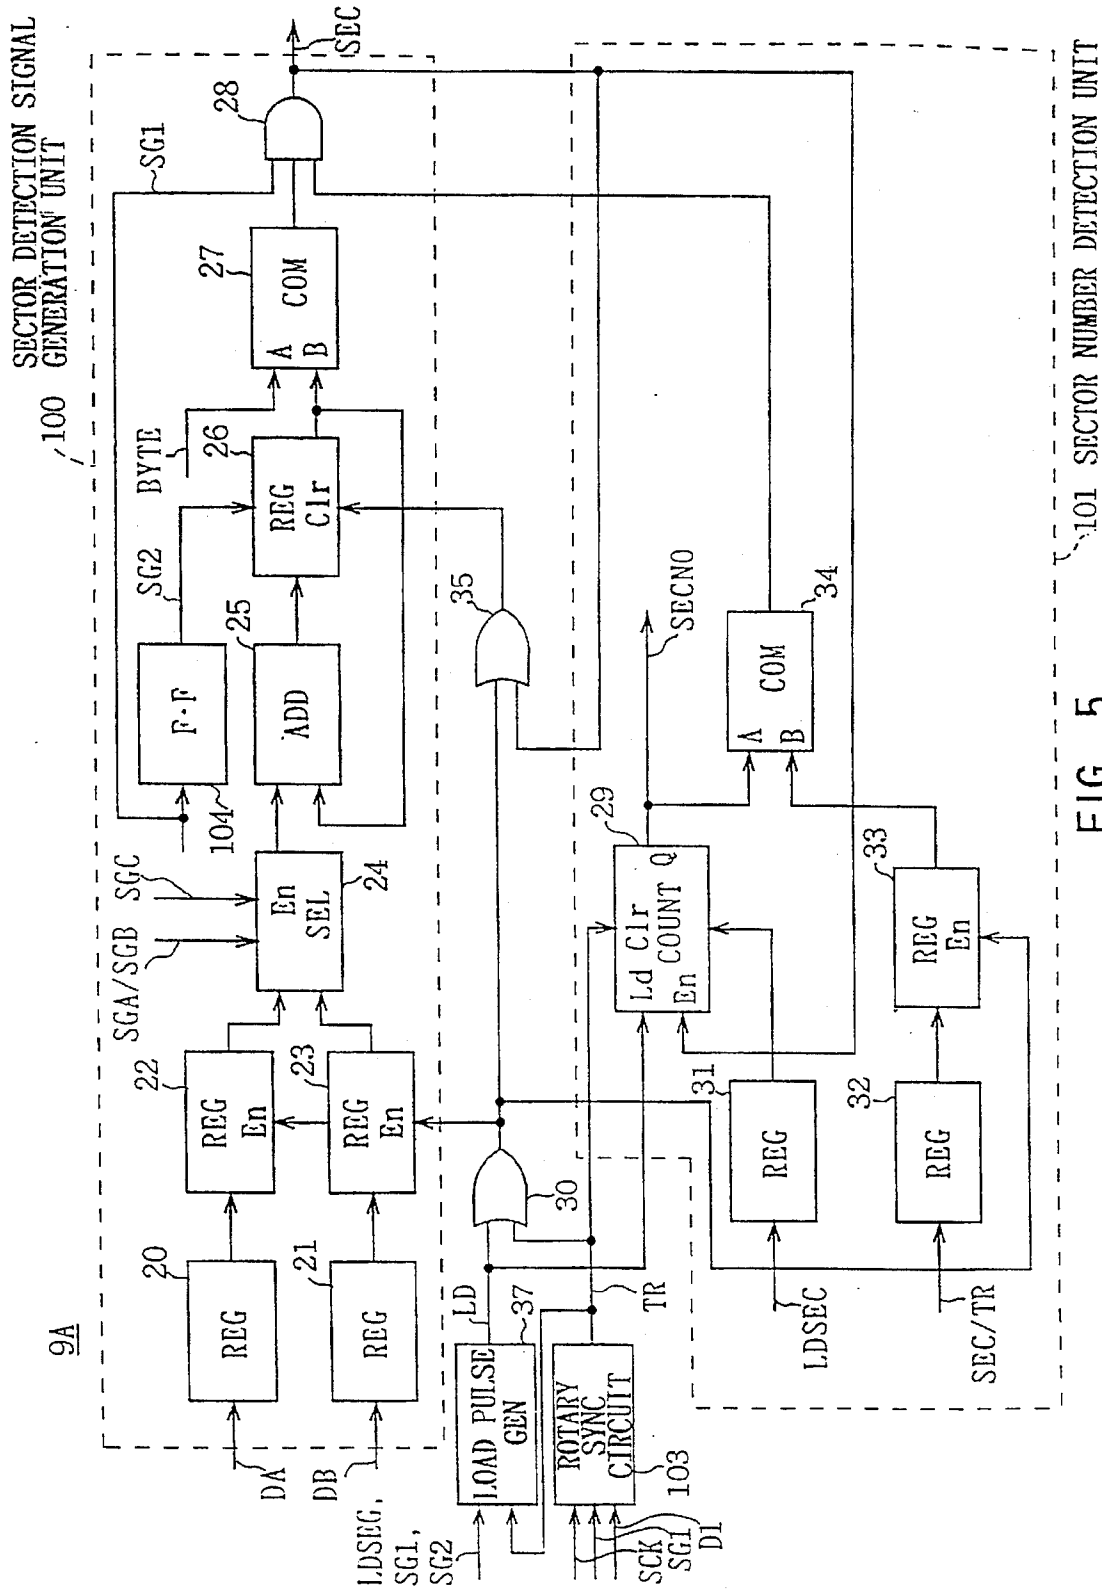 SECTOR DETECTION SIGNAL
GENERATION UNIT
100
9A
DA
20
REG
22
REG
En
DB
21
REG
23
REG
En
SGA/SGB
SGC
En
SEL
24
104
F·F
SG2
25
ADD
BYTE
26
REG
Clr
27
COM
A
B
SG1
28
SEC
LDSEG,
SG1,
SG2
LOAD PULSE
GEN
37
LD
30
35
ROTARY
SYNC
CIRCUIT
103
SCK
SG1
D1
TR
29
Ld Clr
COUNT Q
En
SECNO
COM
A
B
34
LDSEC
REG
31
SEC/TR
REG
32
REG
En
33
101 SECTOR NUMBER DETECTION UNIT
FIG 5